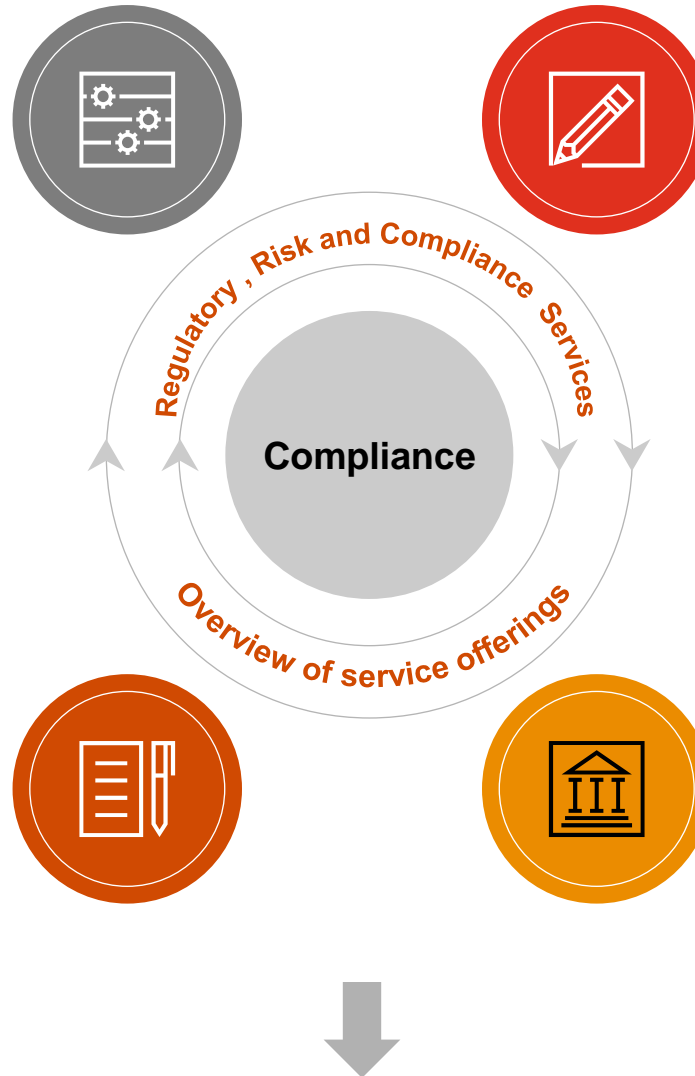 Regulatory , Risk and Compliance Services
Compliance
Overview of service offerings